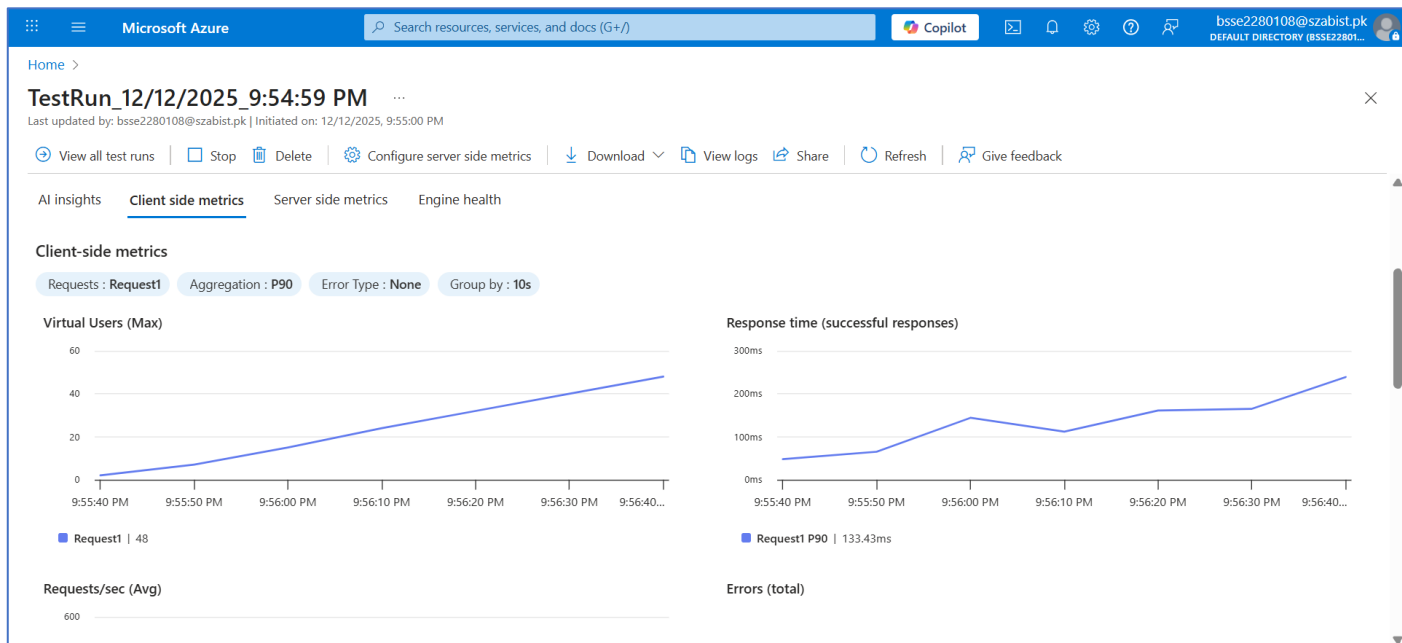 Microsoft Azure
Search resources, services, and docs (G+/)
Copilot
bsse2280108@szabist.pk
DEFAULT DIRECTORY (BSSE22801...
Home >
TestRun_12/12/2025_9:54:59 PM ...
Last updated by: bsse2280108@szabist.pk | Initiated on: 12/12/2025, 9:55:00 PM
View all test runs | Stop Delete | Configure server side metrics | Download View logs Share | Refresh | Give feedback
AI insights Client side metrics Server side metrics Engine health
Client-side metrics
Requests : Request1 Aggregation : P90 Error Type : None Group by : 10s
Virtual Users (Max)
60
40
20
0
9:55:40 PM 9:55:50 PM 9:56:00 PM 9:56:10 PM 9:56:20 PM 9:56:30 PM 9:56:40...
Request1 | 48
Response time (successful responses)
300ms
200ms
100ms
0ms
9:55:40 PM 9:55:50 PM 9:56:00 PM 9:56:10 PM 9:56:20 PM 9:56:30 PM 9:56:40...
Request1 P90 | 133.43ms
Requests/sec (Avg)
600
Errors (total)